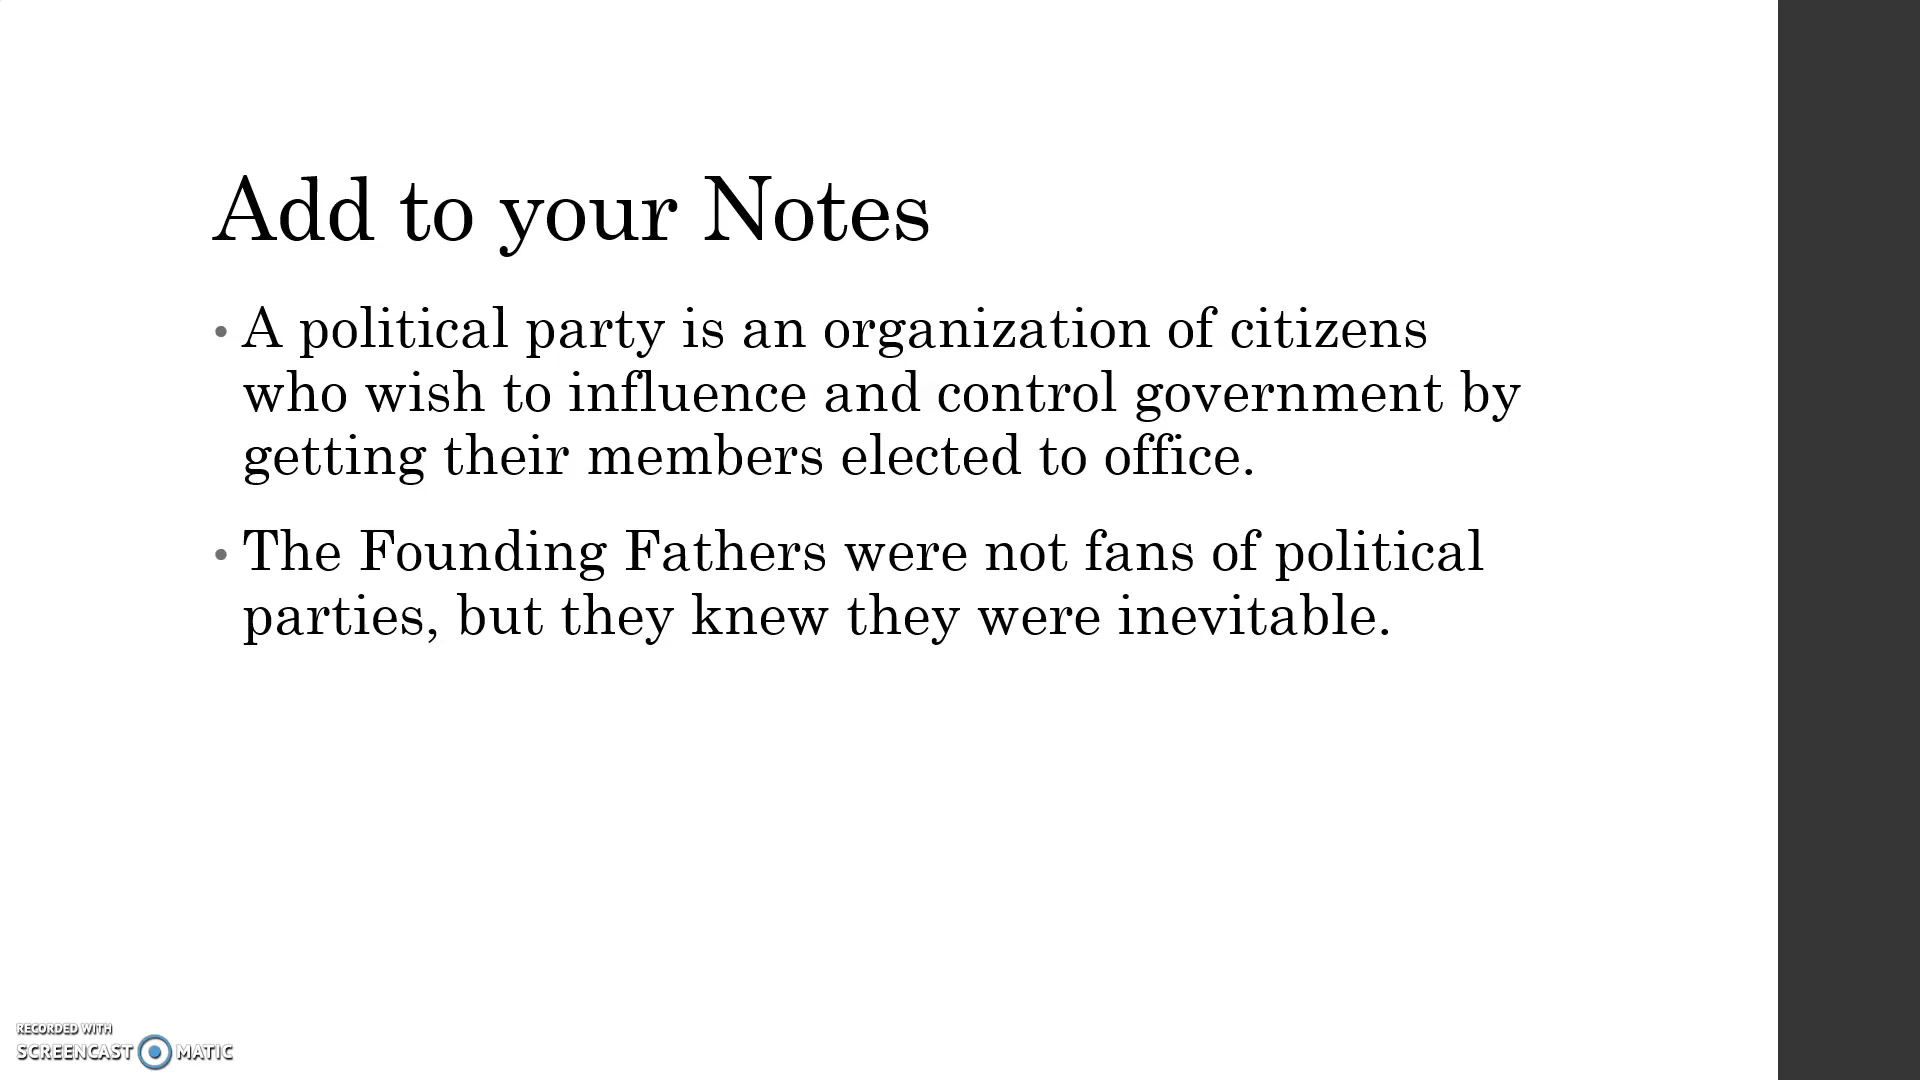 Add to your Notes
• A political party is an organization of citizens
who wish to influence and control government by
getting their members elected to office.
• The Founding Fathers were not fans of political
parties, but they knew they were inevitable.
RECORDED WITH
SCREENCAST MATIC